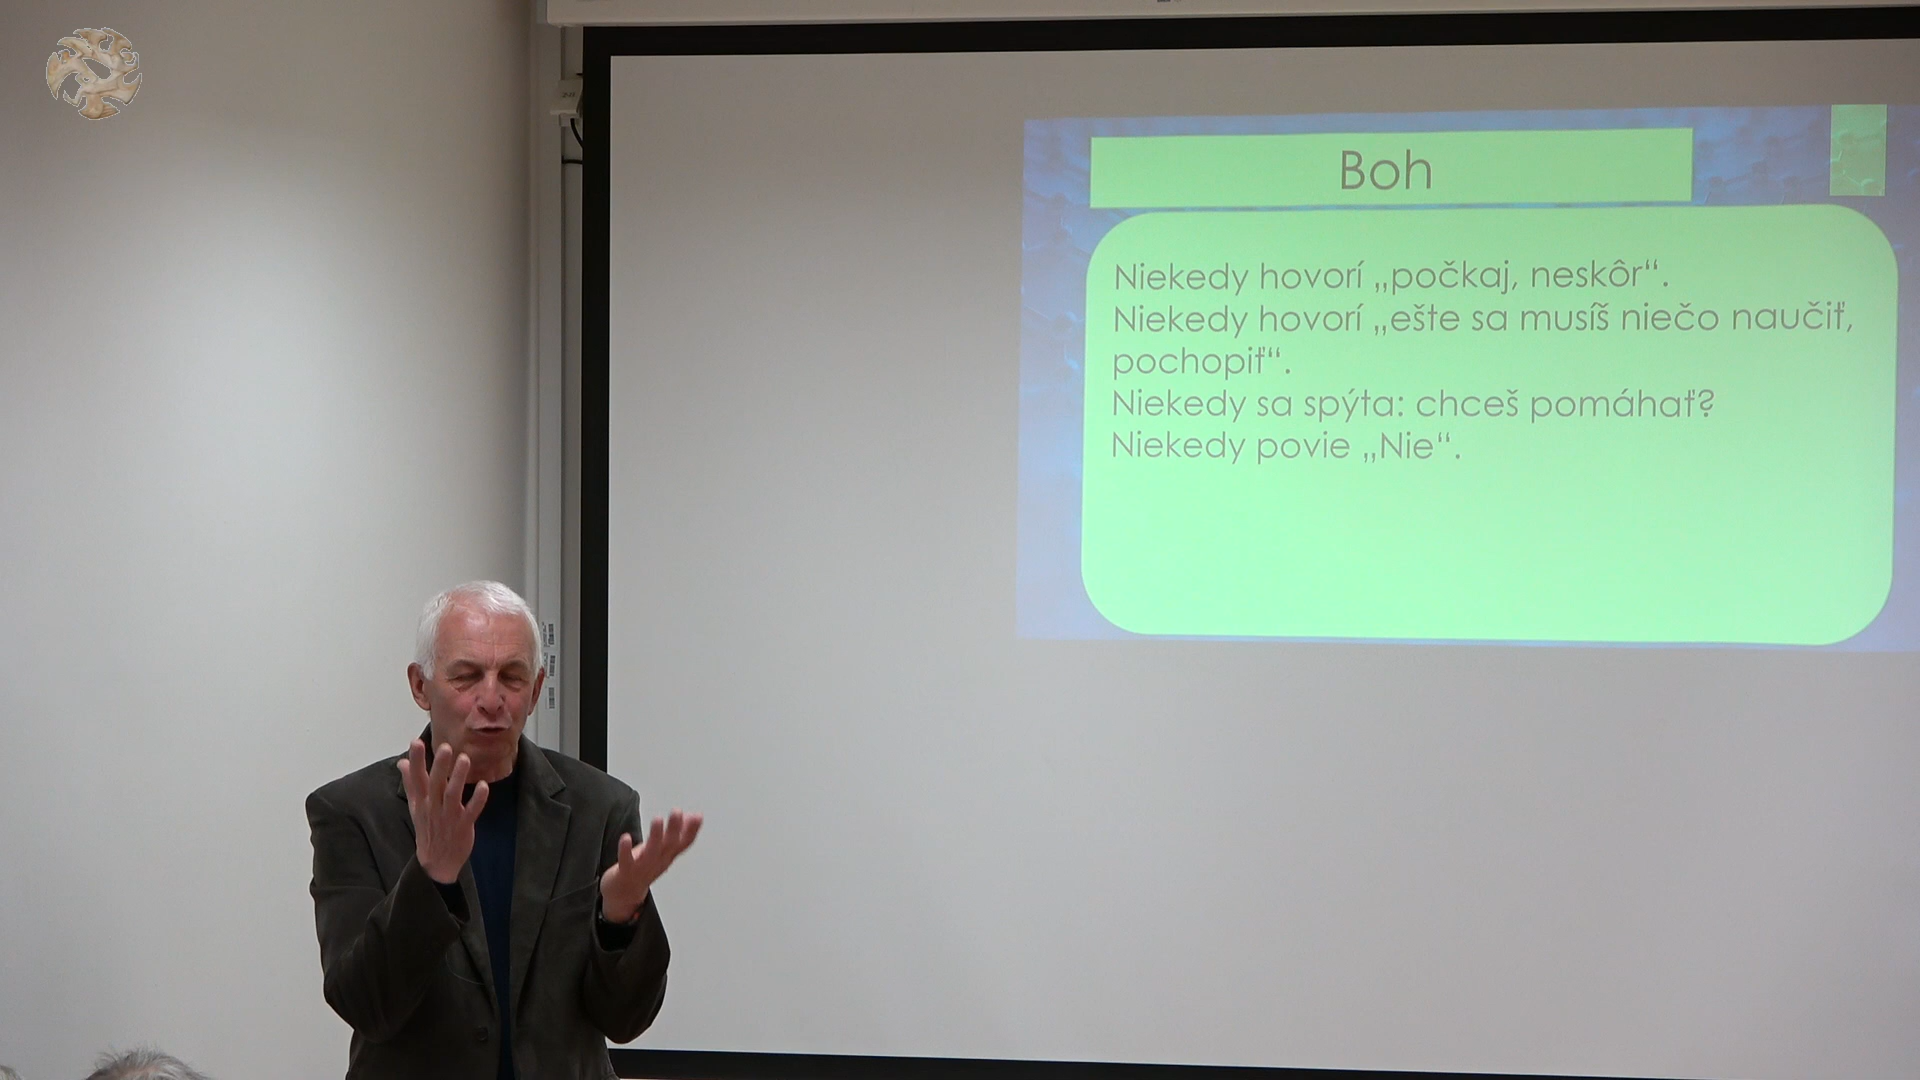 Boh
Niekedy hovorí „počkaj, neskôr“.
Niekedy hovorí „ešte sa musíš niečo naučiť,
pochopiť“.
Niekedy sa spýta: chceš pomáhať?
Niekedy povie „Nie“.